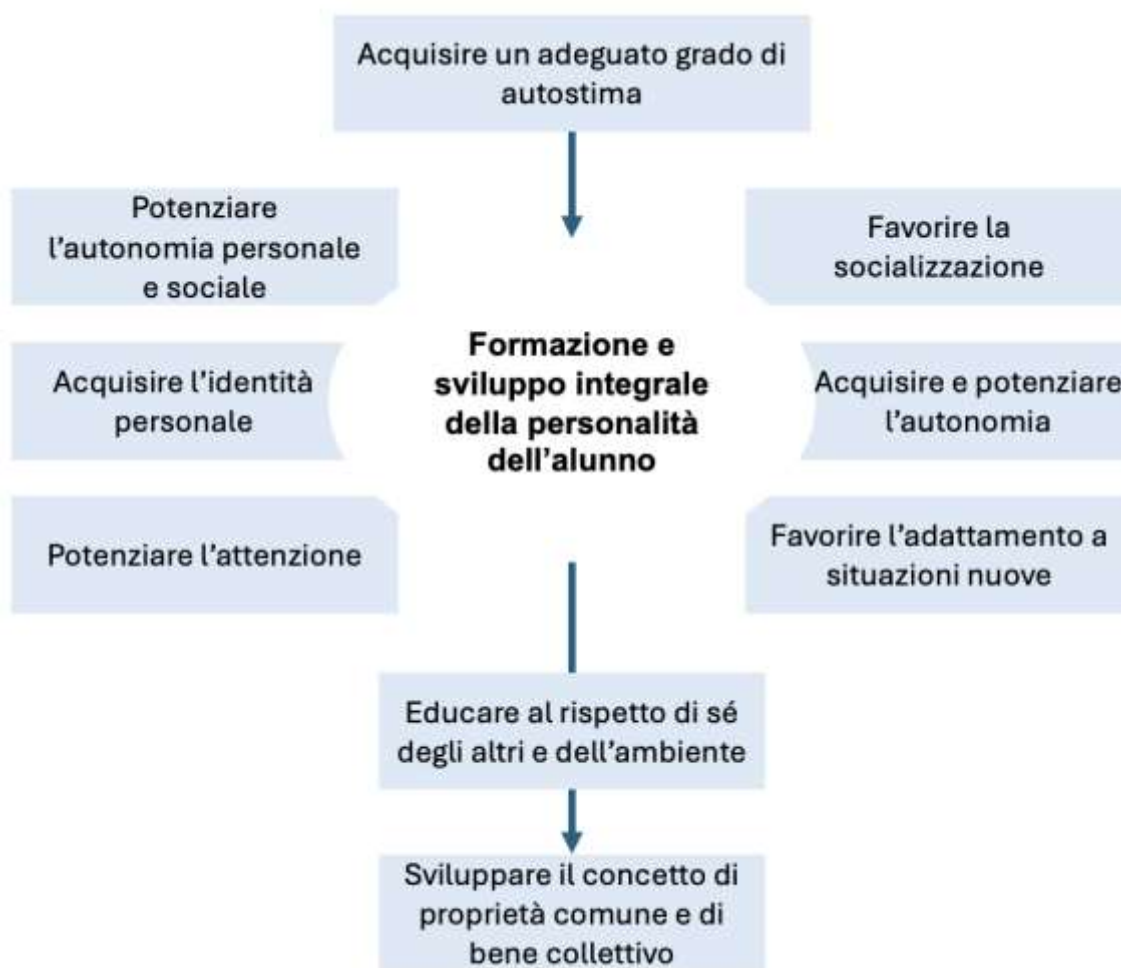 Acquisire un adeguato grado di
autostima
Potenziare
l’autonomia personale
e sociale
Favorire la
socializzazione
Acquisire l’identità
personale
Formazione e
sviluppo integrale
della personalità
dell’alunno
Acquisire e potenziare
l’autonomia
Potenziare l’attenzione
Favorire l’adattamento a
situazioni nuove
Educare al rispetto di sé
degli altri e dell’ambiente
Sviluppare il concetto di
proprietà comune e di
bene collettivo